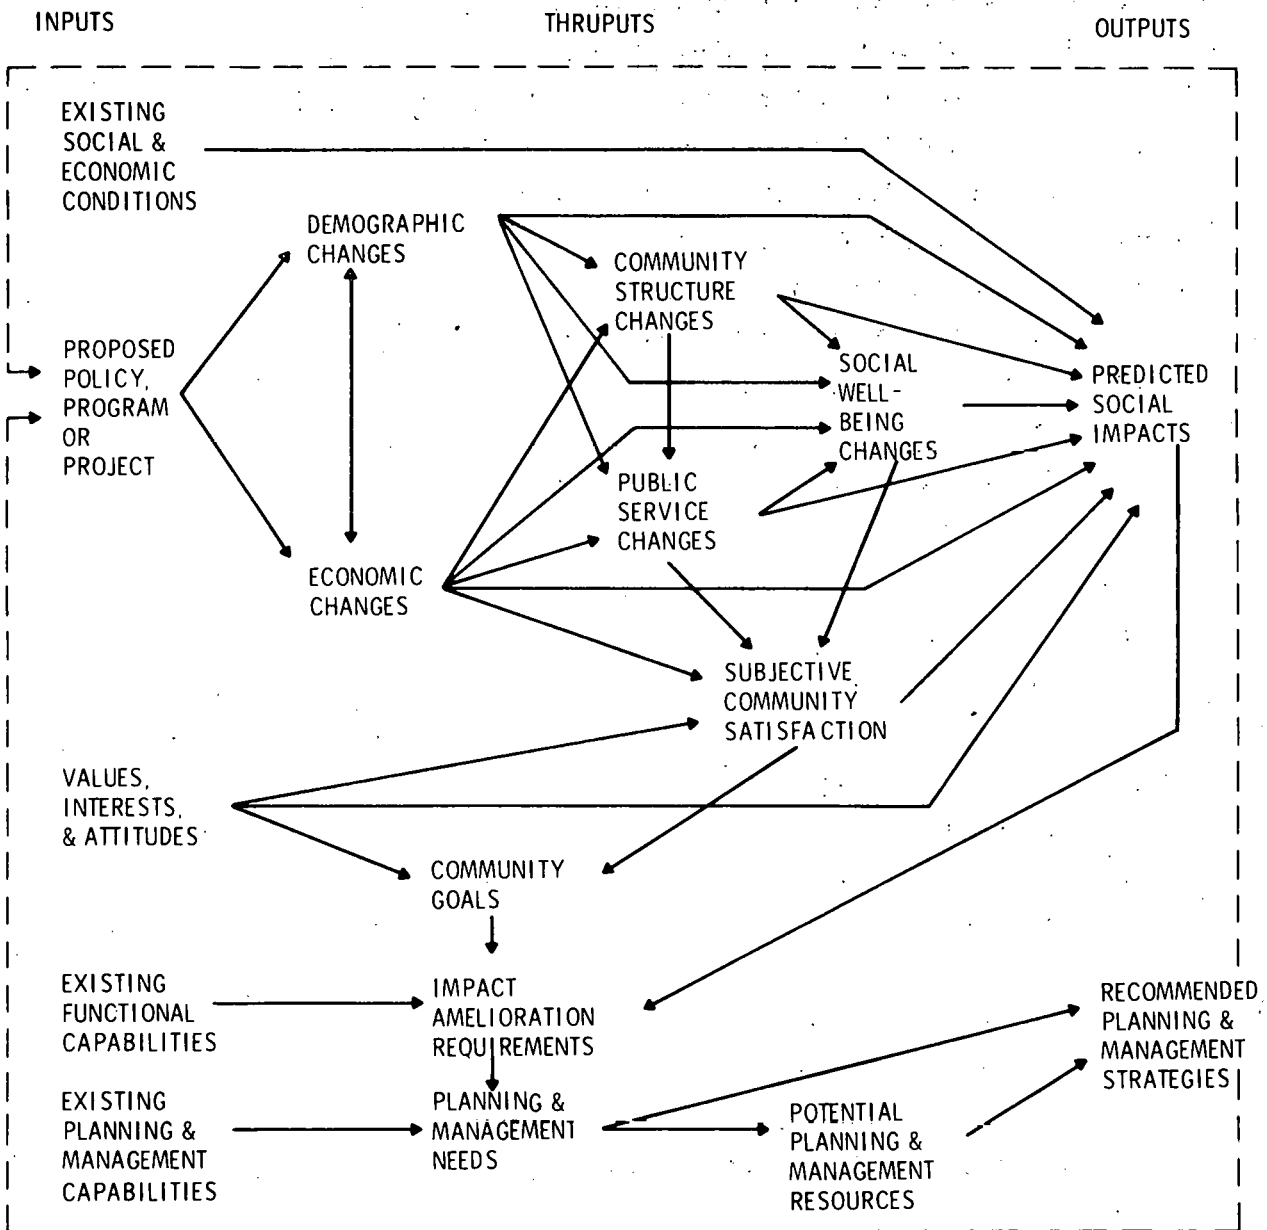 INPUTS
THRUPUTS
OUTPUTS
EXISTING
SOCIAL &
ECONOMIC
CONDITIONS
DEMOGRAPHIC
CHANGES
COMMUNITY
STRUCTURE
CHANGES
PROPOSED
POLICY,
PROGRAM
OR
PROJECT
SOCIAL
WELL-
BEING
CHANGES
PREDICTED
SOCIAL
IMPACTS
PUBLIC
SERVICE
CHANGES
ECONOMIC
CHANGES
SUBJECTIVE
COMMUNITY
SATISFACTION
VALUES,
INTERESTS,
& ATTITUDES
COMMUNITY
GOALS
EXISTING
FUNCTIONAL
CAPABILITIES
IMPACT
AMELIORATION
REQUIREMENTS
RECOMMENDED
PLANNING &
MANAGEMENT
STRATEGIES
EXISTING
PLANNING &
MANAGEMENT
CAPABILITIES
PLANNING &
MANAGEMENT
NEEDS
POTENTIAL
PLANNING &
MANAGEMENT
RESOURCES